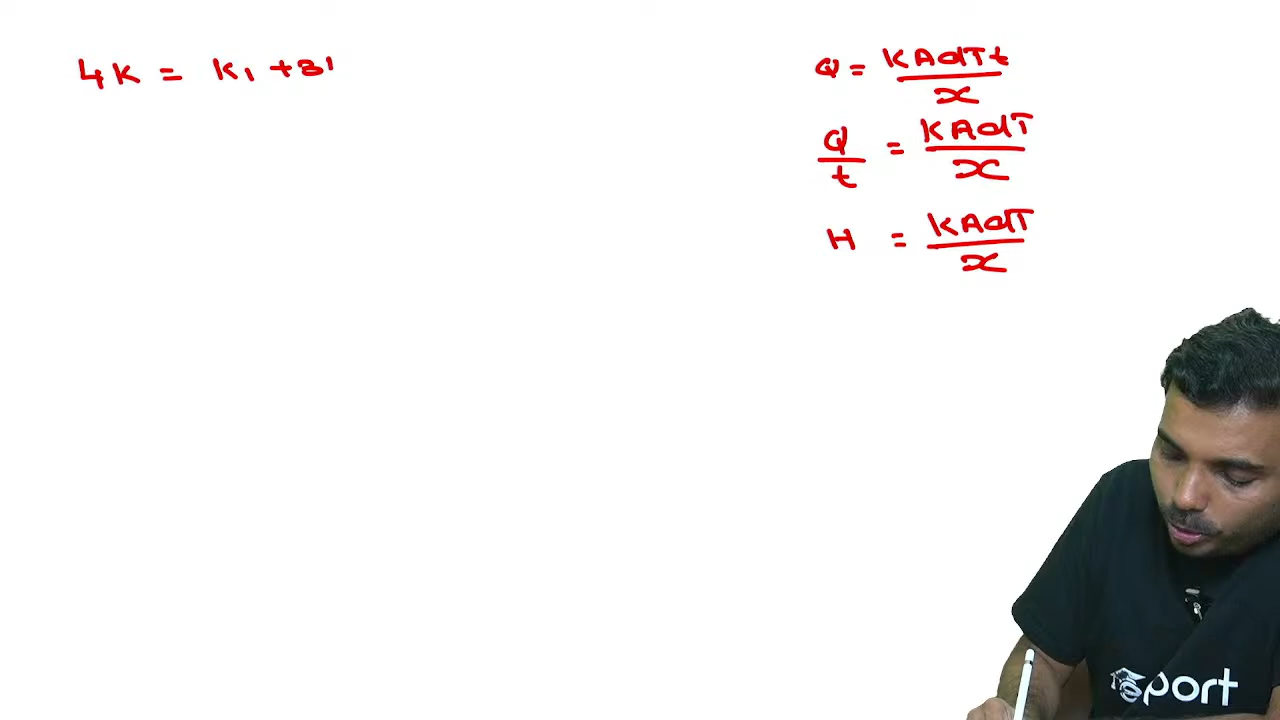 4K = K₁ + 3
Q = KAdTt / x
Q / t = KAdT / x
H = KAdT / x
port